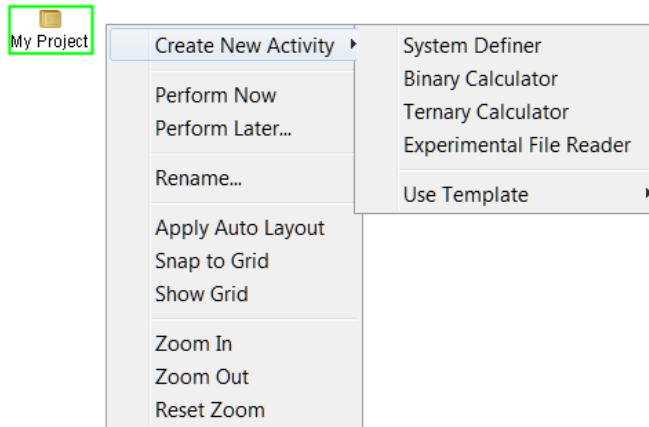 My Project
Create New Activity
Perform Now
Perform Later...
Rename...
Apply Auto Layout
Snap to Grid
Show Grid
Zoom In
Zoom Out
Reset Zoom
System Definer
Binary Calculator
Ternary Calculator
Experimental File Reader
Use Template